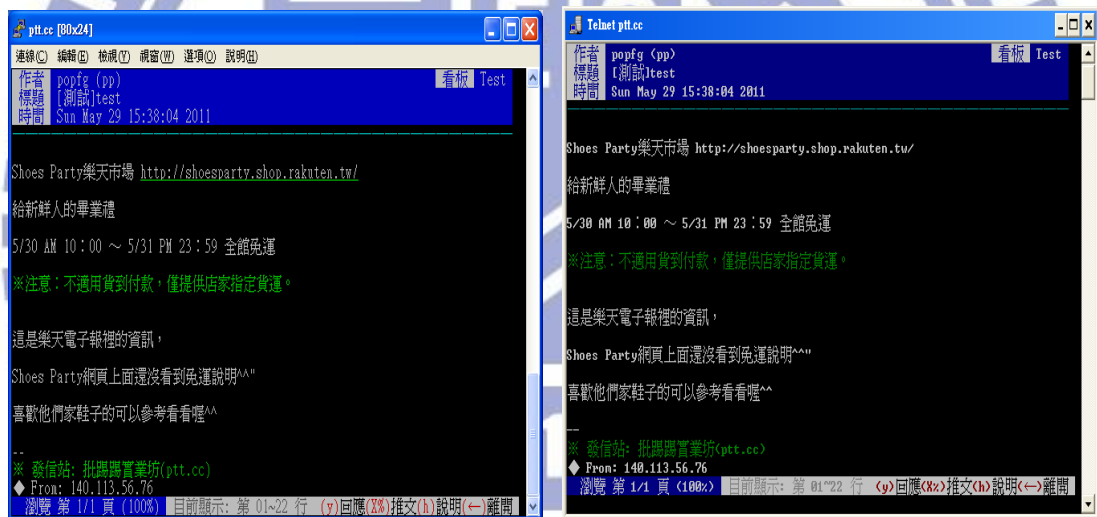 ptt.cc [80x24]
連線(C) 編輯(E) 檢視(V) 視窗(W) 選項(O) 說明(H)
作者 popfg (pp) 看板 Test
標題 [測試]test
時間 Sun May 29 15:38:04 2011
Shoes Party樂天市場 http://shoesparty.shop.rakuten.tw/
給新鮮人的畢業禮
5/30 AM 10：00 ～ 5/31 PM 23：59 全館免運
※注意：不適用貨到付款，僅提供店家指定貨運。
這是樂天電子報裡的資訊，
Shoes Party網頁上面還沒看到免運說明^^"
喜歡他們家鞋子的可以參考看看喔^^
--
※ 發信站: 批踢踢實業坊(ptt.cc)
◆ From: 140.113.56.76
瀏覽 第 1/1 頁 (100%) 目前顯示: 第 01~22 行 (y)回應(X%)推文(h)說明(←)離開
Telnet ptt.cc
作者 popfg (pp) 看板 Test
標題 [測試]test
時間 Sun May 29 15:38:04 2011
Shoes Party樂天市場 http://shoesparty.shop.rakuten.tw/
給新鮮人的畢業禮
5/30 AM 10：00 ～ 5/31 PM 23：59 全館免運
※注意：不適用貨到付款，僅提供店家指定貨運。
這是樂天電子報裡的資訊，
Shoes Party網頁上面還沒看到免運說明^^"
喜歡他們家鞋子的可以參考看看喔^^
--
※ 發信站: 批踢踢實業坊(ptt.cc)
◆ From: 140.113.56.76
瀏覽 第 1/1 頁 (100%) 目前顯示: 第 01~22 行 (y)回應(X%)推文(h)說明(←)離開